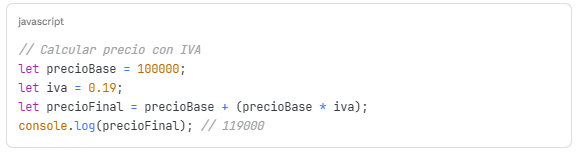 javascript
// Calcular precio con IVA
let precioBase = 100000;
let iva = 0.19;
let precioFinal = precioBase + (precioBase * iva);
console.log(precioFinal); // 119000